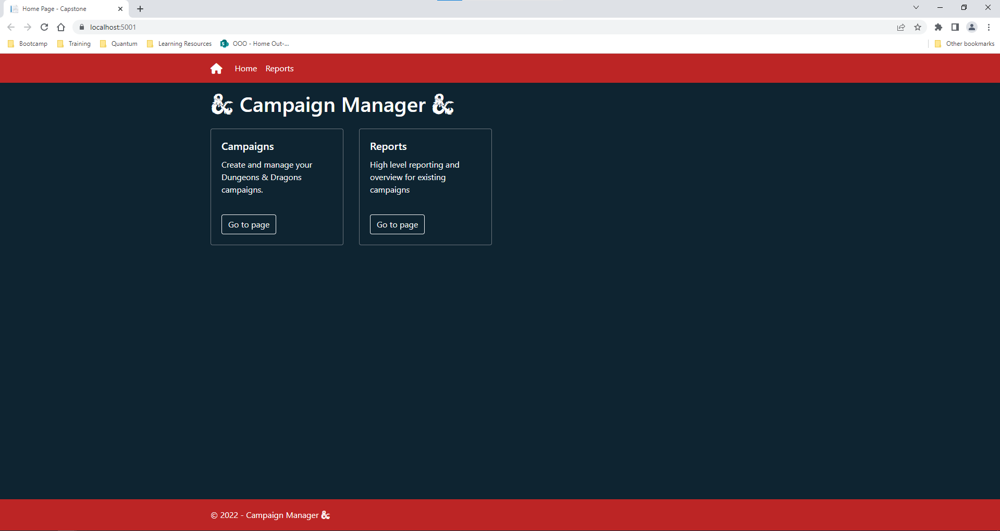 Home Page - Capstone
localhost:5001
Bootcamp Training Quantum Learning Resources OOO - Home Out-... Other bookmarks
Home Reports
& Campaign Manager &
Campaigns
Create and manage your
Dungeons & Dragons
campaigns.
Go to page
Reports
High level reporting and
overview for existing
campaigns
Go to page
© 2022 - Campaign Manager &